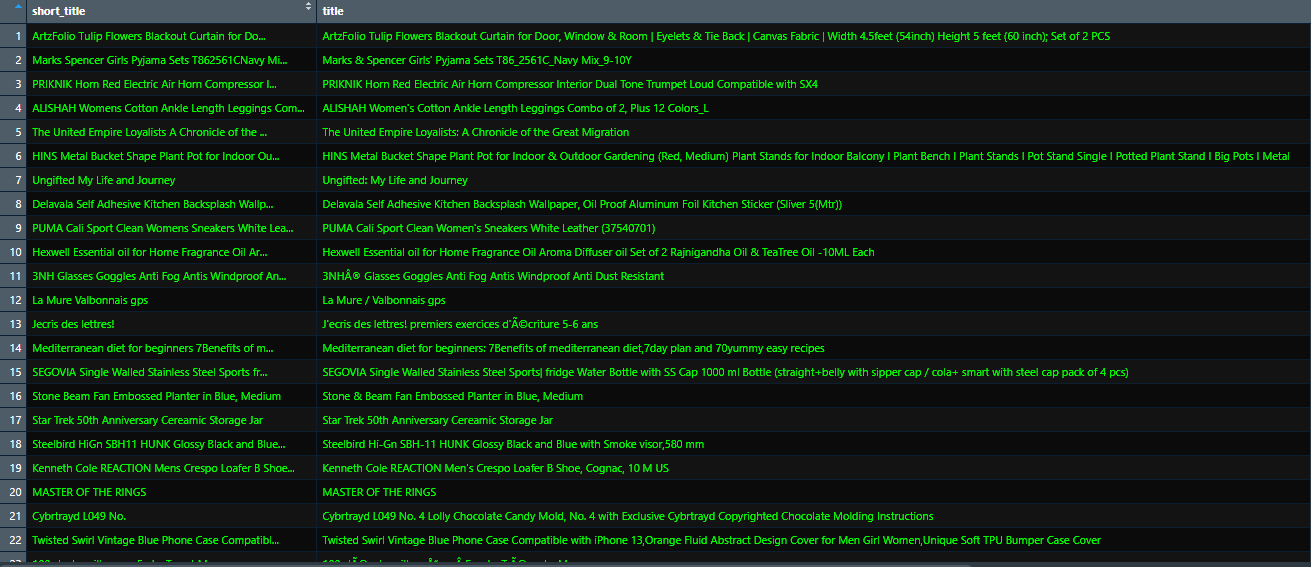 short_title title
1 ArtzFolio Tulip Flowers Blackout Curtain for Do... ArtzFolio Tulip Flowers Blackout Curtain for Door, Window & Room | Eyelets & Tie Back | Canvas Fabric | Width 4.5feet (54inch) Height 5 feet (60 inch); Set of 2 PCS
2 Marks Spencer Girls Pyjama Sets T862561CNavy Mi... Marks & Spencer Girls' Pyjama Sets T86_2561C_Navy Mix_9-10Y
3 PRIKNIK Horn Red Electric Air Horn Compressor I... PRIKNIK Horn Red Electric Air Horn Compressor Interior Dual Tone Trumpet Loud Compatible with SX4
4 ALISHAH Womens Cotton Ankle Length Leggings Com... ALISHAH Women's Cotton Ankle Length Leggings Combo of 2, Plus 12 Colors_L
5 The United Empire Loyalists A Chronicle of the ... The United Empire Loyalists: A Chronicle of the Great Migration
6 HINS Metal Bucket Shape Plant Pot for Indoor Ou... HINS Metal Bucket Shape Plant Pot for Indoor & Outdoor Gardening (Red, Medium) Plant Stands for Indoor Balcony I Plant Bench I Plant Stands I Pot Stand Single I Potted Plant Stand I Big Pots I Metal
7 Ungifted My Life and Journey Ungifted: My Life and Journey
8 Delavala Self Adhesive Kitchen Backsplash Wallp... Delavala Self Adhesive Kitchen Backsplash Wallpaper, Oil Proof Aluminum Foil Kitchen Sticker (Sliver 5(Mtr))
9 PUMA Cali Sport Clean Womens Sneakers White Lea... PUMA Cali Sport Clean Women's Sneakers White Leather (37540701)
10 Hexwell Essential oil for Home Fragrance Oil Ar... Hexwell Essential oil for Home Fragrance Oil Aroma Diffuser oil Set of 2 Rajnigandha Oil & TeaTree Oil -10ML Each
11 3NH Glasses Goggles Anti Fog Antis Windproof An... 3NHÂ® Glasses Goggles Anti Fog Antis Windproof Anti Dust Resistant
12 La Mure Valbonnais gps La Mure / Valbonnais gps
13 Jecris des lettres! J'ecris des lettres! premiers exercices d'Ã©criture 5-6 ans
14 Mediterranean diet for beginners 7Benefits of m... Mediterranean diet for beginners: 7Benefits of mediterranean diet,7day plan and 70yummy easy recipes
15 SEGOVIA Single Walled Stainless Steel Sports fr... SEGOVIA Single Walled Stainless Steel Sports| fridge Water Bottle with SS Cap 1000 ml Bottle (straight+belly with sipper cap / cola+ smart with steel cap pack of 4 pcs)
16 Stone Beam Fan Embossed Planter in Blue, Medium Stone & Beam Fan Embossed Planter in Blue, Medium
17 Star Trek 50th Anniversary Cereamic Storage Jar Star Trek 50th Anniversary Cereamic Storage Jar
18 Steelbird HiGn SBH11 HUNK Glossy Black and Blue... Steelbird Hi-Gn SBH-11 HUNK Glossy Black and Blue with Smoke visor,580 mm
19 Kenneth Cole REACTION Mens Crespo Loafer B Shoe... Kenneth Cole REACTION Men's Crespo Loafer B Shoe, Cognac, 10 M US
20 MASTER OF THE RINGS MASTER OF THE RINGS
21 Cybrtrayd L049 No. Cybrtrayd L049 No. 4 Lolly Chocolate Candy Mold, No. 4 with Exclusive Cybrtrayd Copyrighted Chocolate Molding Instructions
22 Twisted Swirl Vintage Blue Phone Case Compatibl... Twisted Swirl Vintage Blue Phone Case Compatible with iPhone 13,Orange Fluid Abstract Design Cover for Men Girl Women,Unique Soft TPU Bumper Case Cover